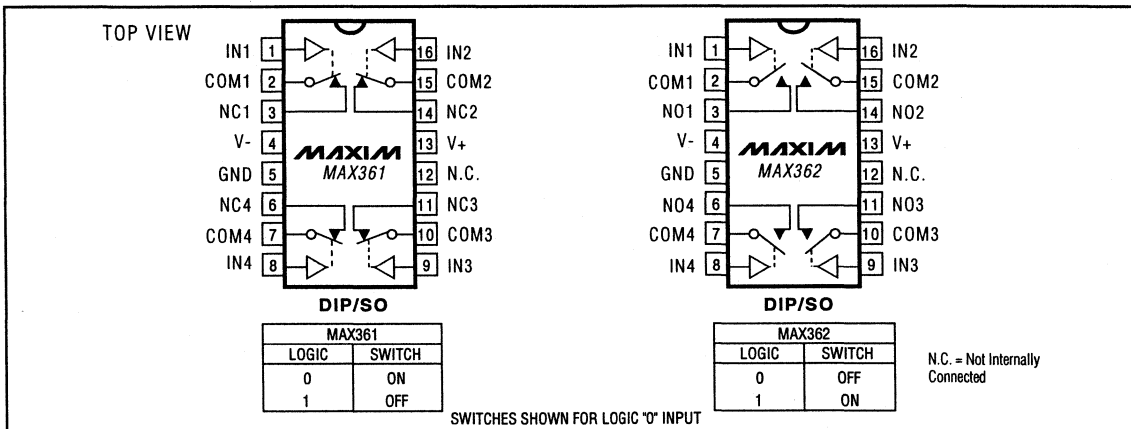 TOP VIEW
IN1 1 16 IN2
COM1 2 15 COM2
NC1 3 14 NC2
V- 4 13 V+
GND 5 12 N.C.
NC4 6 11 NC3
COM4 7 10 COM3
IN4 8 9 IN3
MAXIM
MAX361
DIP/SO
MAX361
LOGIC SWITCH
0 ON
1 OFF
IN1 1 16 IN2
COM1 2 15 COM2
NO1 3 14 NO2
V- 4 13 V+
GND 5 12 N.C.
NO4 6 11 NO3
COM4 7 10 COM3
IN4 8 9 IN3
MAXIM
MAX362
DIP/SO
MAX362
LOGIC SWITCH
0 OFF
1 ON
N.C. = Not Internally
Connected
SWITCHES SHOWN FOR LOGIC "0" INPUT